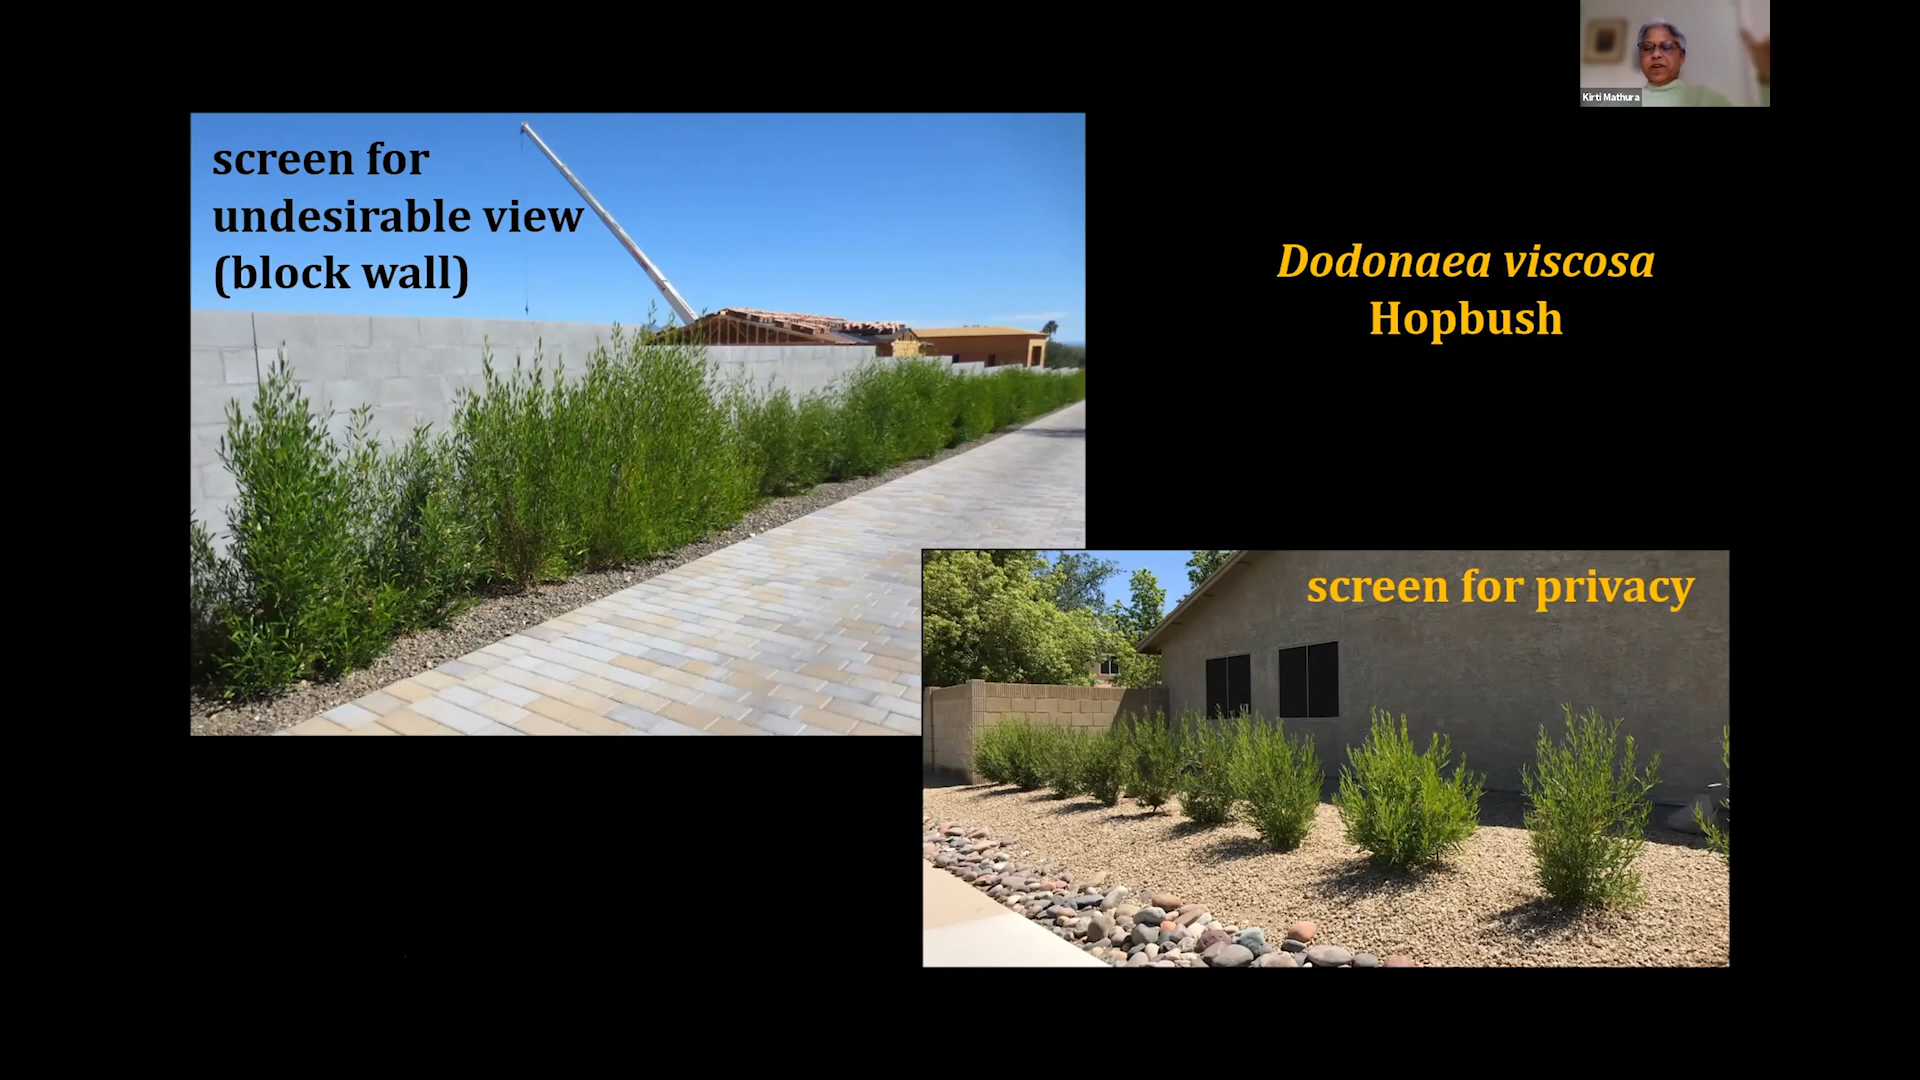 Kirti Mathura
screen for
undesirable view
(block wall)
Dodonaea viscosa
Hopbush
screen for privacy